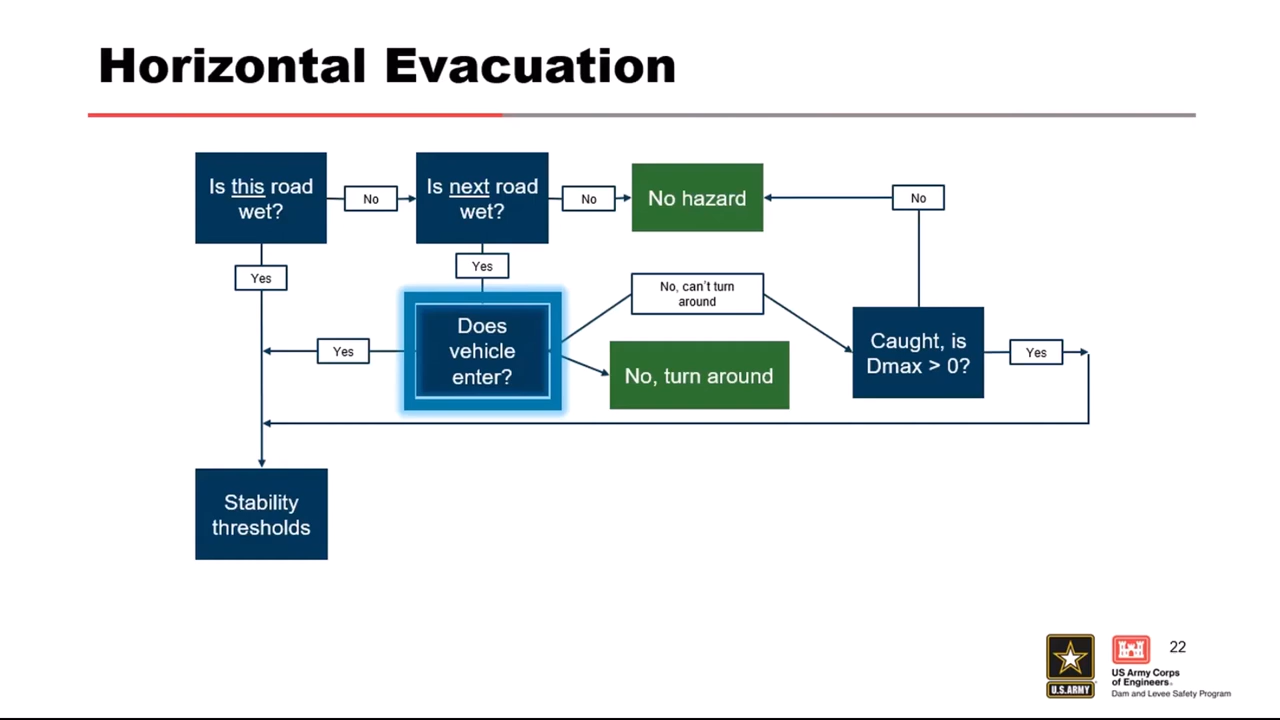 Horizontal Evacuation
Is this road
wet?
No
Is next road
wet?
No
No hazard
No
Yes
Yes
No, can't turn
around
Does
vehicle
enter?
Yes
No, turn around
Caught, is
Dmax > 0?
Yes
Stability
thresholds
U.S.ARMY
US Army Corps
of Engineers®
Dam and Levee Safety Program
22